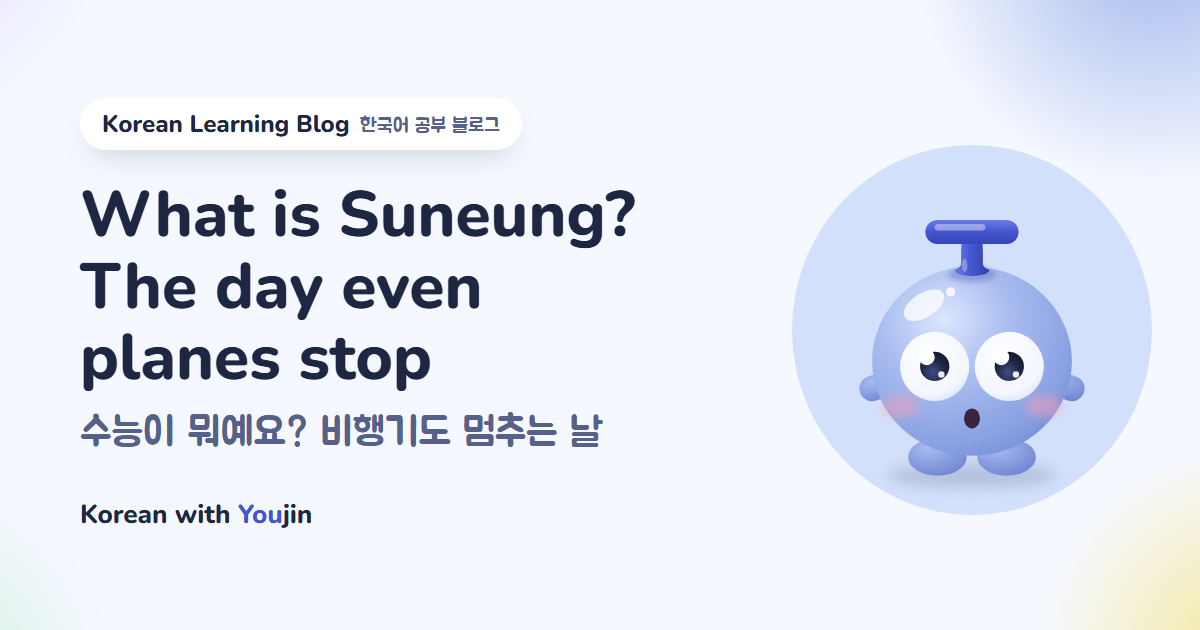 Korean Learning Blog 한국어 공부 블로그
What is Suneung?
The day even
planes stop
수능이 뭐예요? 비행기도 멈추는 날
Korean with Youjin